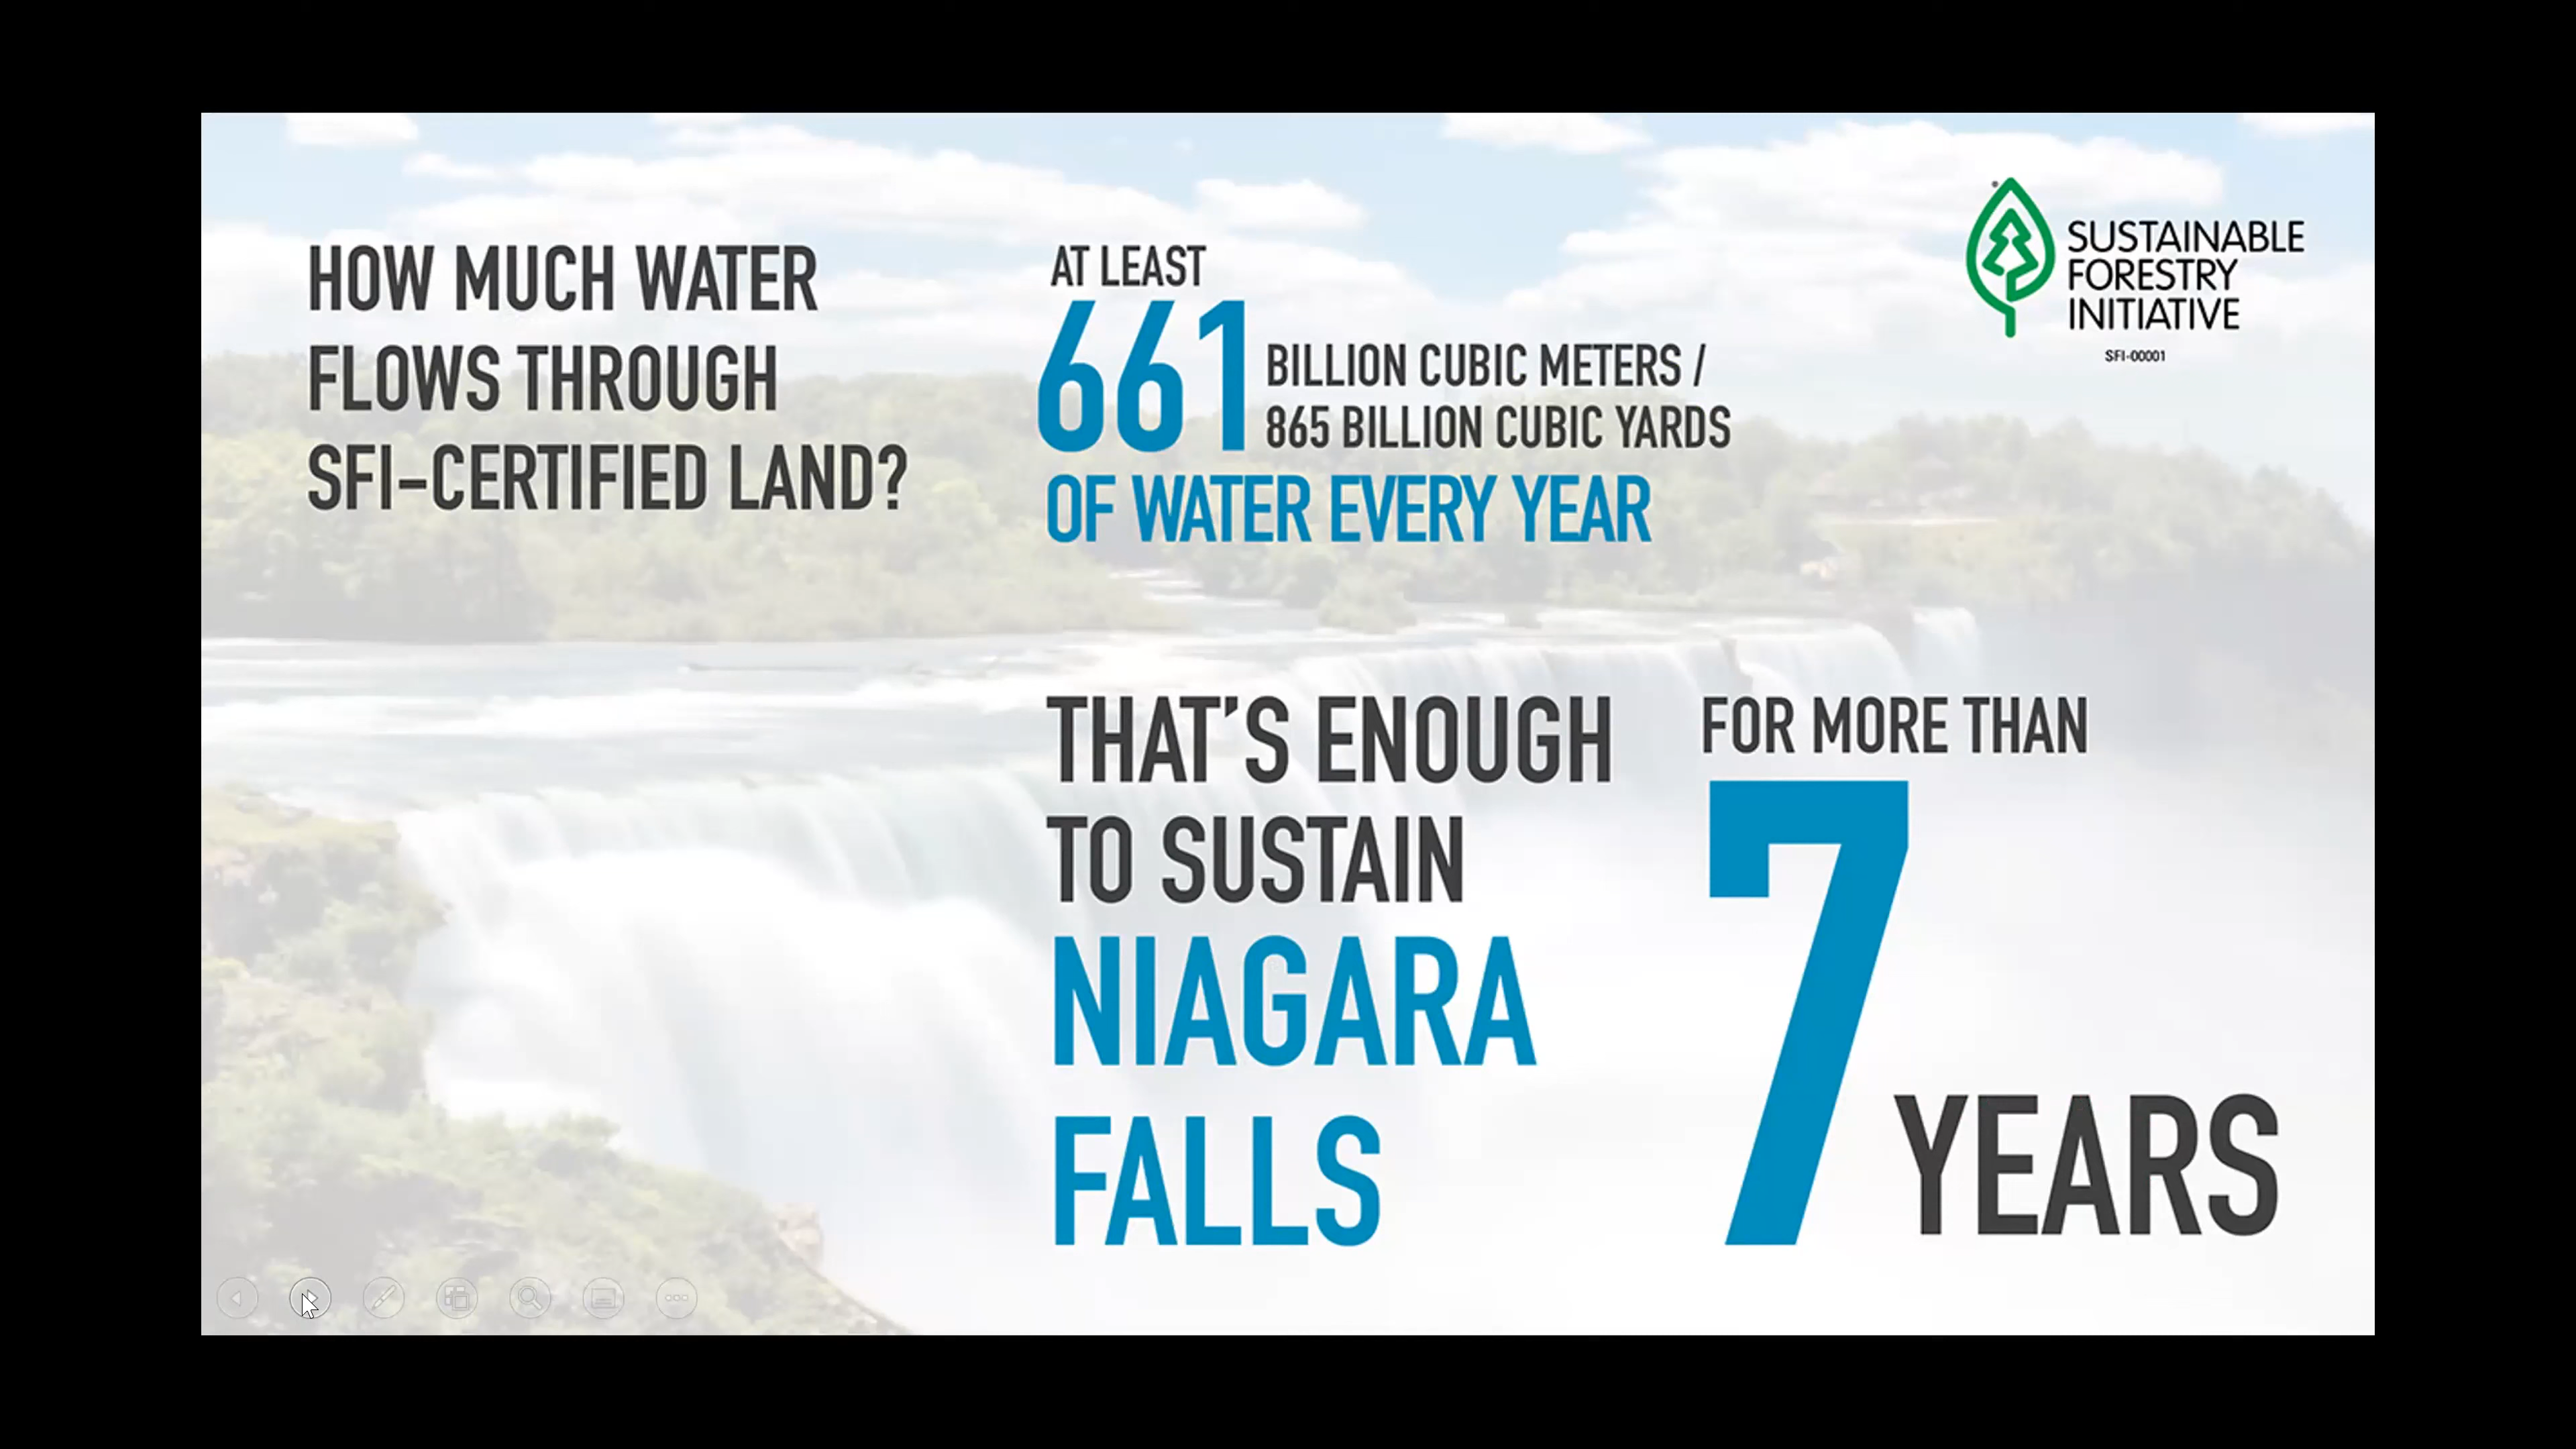 HOW MUCH WATER
FLOWS THROUGH
SFI-CERTIFIED LAND?
AT LEAST
661
BILLION CUBIC METERS /
865 BILLION CUBIC YARDS
OF WATER EVERY YEAR
SUSTAINABLE
FORESTRY
INITIATIVE
SFI-00001
THAT'S ENOUGH
TO SUSTAIN
NIAGARA
FALLS
FOR MORE THAN
7
YEARS